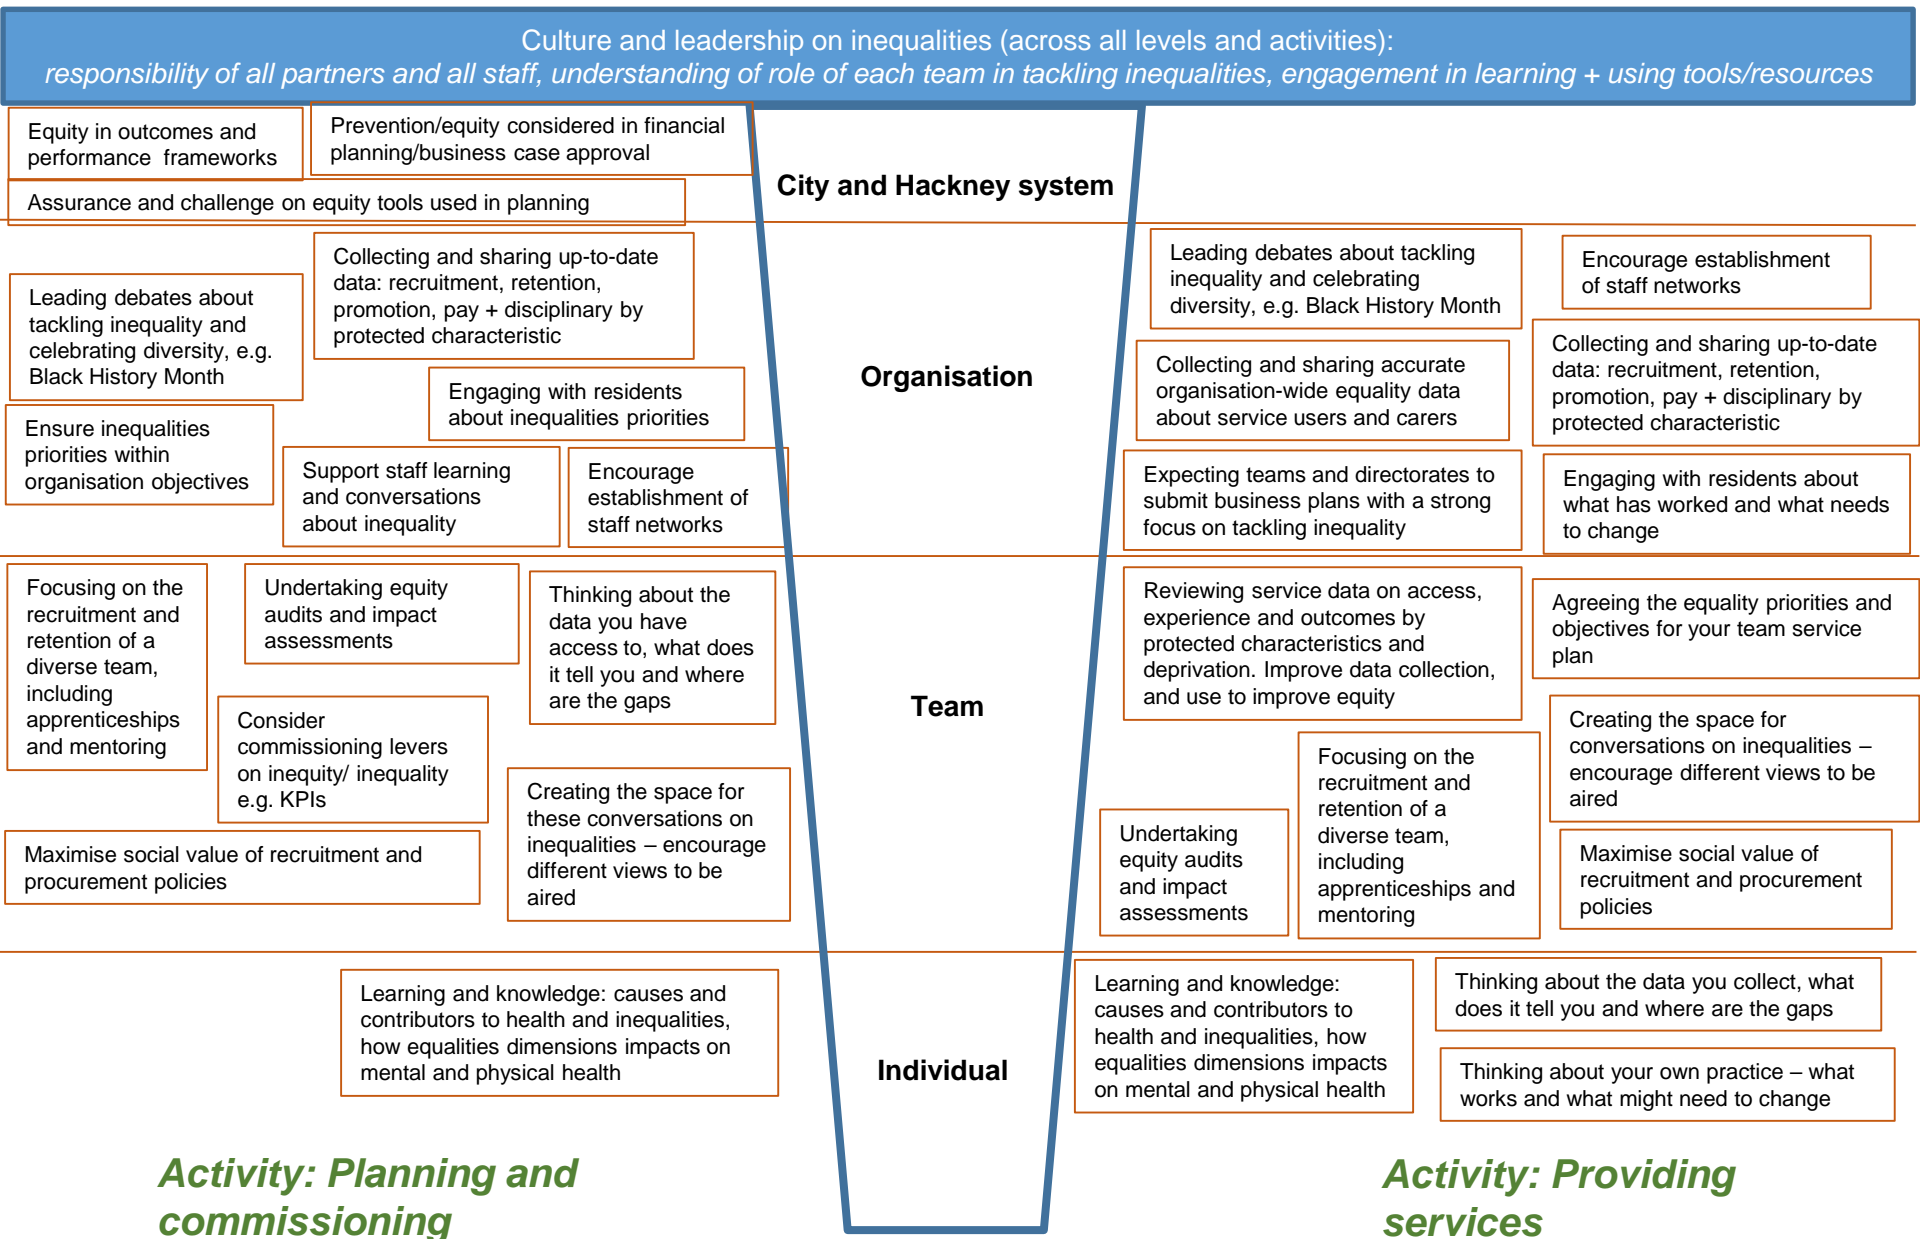 Culture and leadership on inequalities (across all levels and activities):
responsibility of all partners and all staff, understanding of role of each team in tackling inequalities, engagement in learning + using tools/resources
Equity in outcomes and
performance frameworks
Prevention/equity considered in financial
planning/business case approval
Assurance and challenge on equity tools used in planning
City and Hackney system
Collecting and sharing up-to-date
data: recruitment, retention,
promotion, pay + disciplinary by
protected characteristic
Leading debates about
tackling inequality and
celebrating diversity, e.g.
Black History Month
Engaging with residents
about inequalities priorities
Ensure inequalities
priorities within
organisation objectives
Support staff learning
and conversations
about inequality
Encourage
establishment of
staff networks
Organisation
Leading debates about tackling
inequality and celebrating
diversity, e.g. Black History Month
Encourage establishment
of staff networks
Collecting and sharing accurate
organisation-wide equality data
about service users and carers
Collecting and sharing up-to-date
data: recruitment, retention,
promotion, pay + disciplinary by
protected characteristic
Expecting teams and directorates to
submit business plans with a strong
focus on tackling inequality
Engaging with residents about
what has worked and what needs
to change
Focusing on the
recruitment and
retention of a
diverse team,
including
apprenticeships
and mentoring
Undertaking equity
audits and impact
assessments
Thinking about the
data you have
access to, what does
it tell you and where
are the gaps
Consider
commissioning levers
on inequity/ inequality
e.g. KPIs
Creating the space for
these conversations on
inequalities – encourage
different views to be
aired
Maximise social value of recruitment and
procurement policies
Team
Reviewing service data on access,
experience and outcomes by
protected characteristics and
deprivation. Improve data collection,
and use to improve equity
Agreeing the equality priorities and
objectives for your team service
plan
Creating the space for
conversations on inequalities –
encourage different views to be
aired
Focusing on the
recruitment and
retention of a
diverse team,
including
apprenticeships and
mentoring
Undertaking
equity audits
and impact
assessments
Maximise social value of
recruitment and procurement
policies
Learning and knowledge: causes and
contributors to health and inequalities,
how equalities dimensions impacts on
mental and physical health
Individual
Learning and knowledge:
causes and contributors to
health and inequalities, how
equalities dimensions impacts
on mental and physical health
Thinking about the data you collect, what
does it tell you and where are the gaps
Thinking about your own practice – what
works and what might need to change
Activity: Planning and
commissioning
Activity: Providing
services